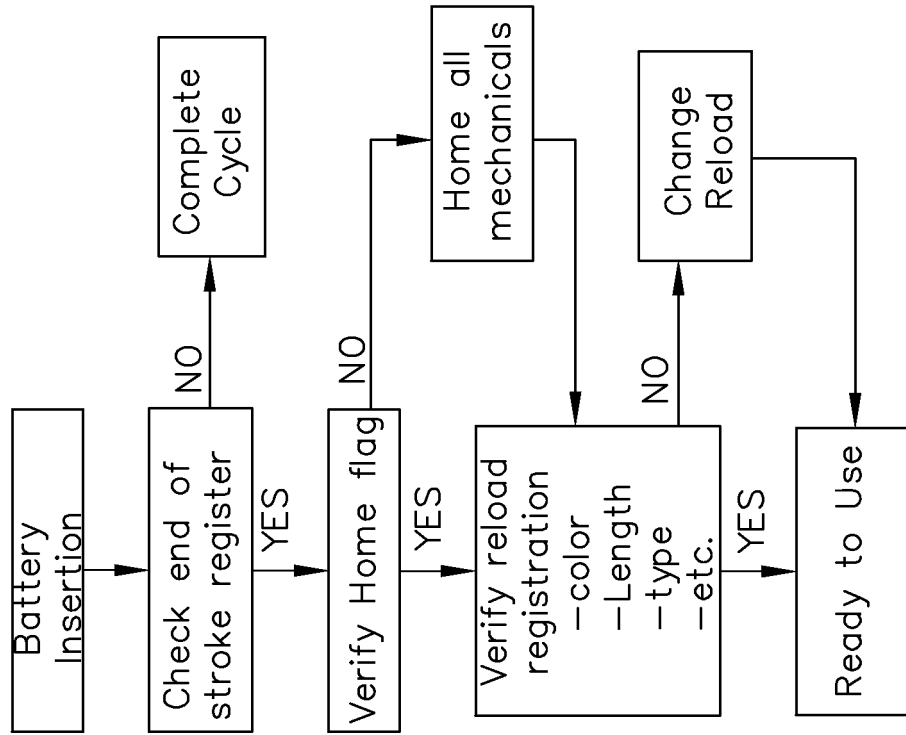 Battery
Insertion
Check end of
stroke register
NO
Complete
Cycle
YES
Verify Home flag
NO
Home all
mechanicals
YES
Verify reload
registration
–color
–Length
–type
–etc.
NO
Change
Reload
YES
Ready to Use